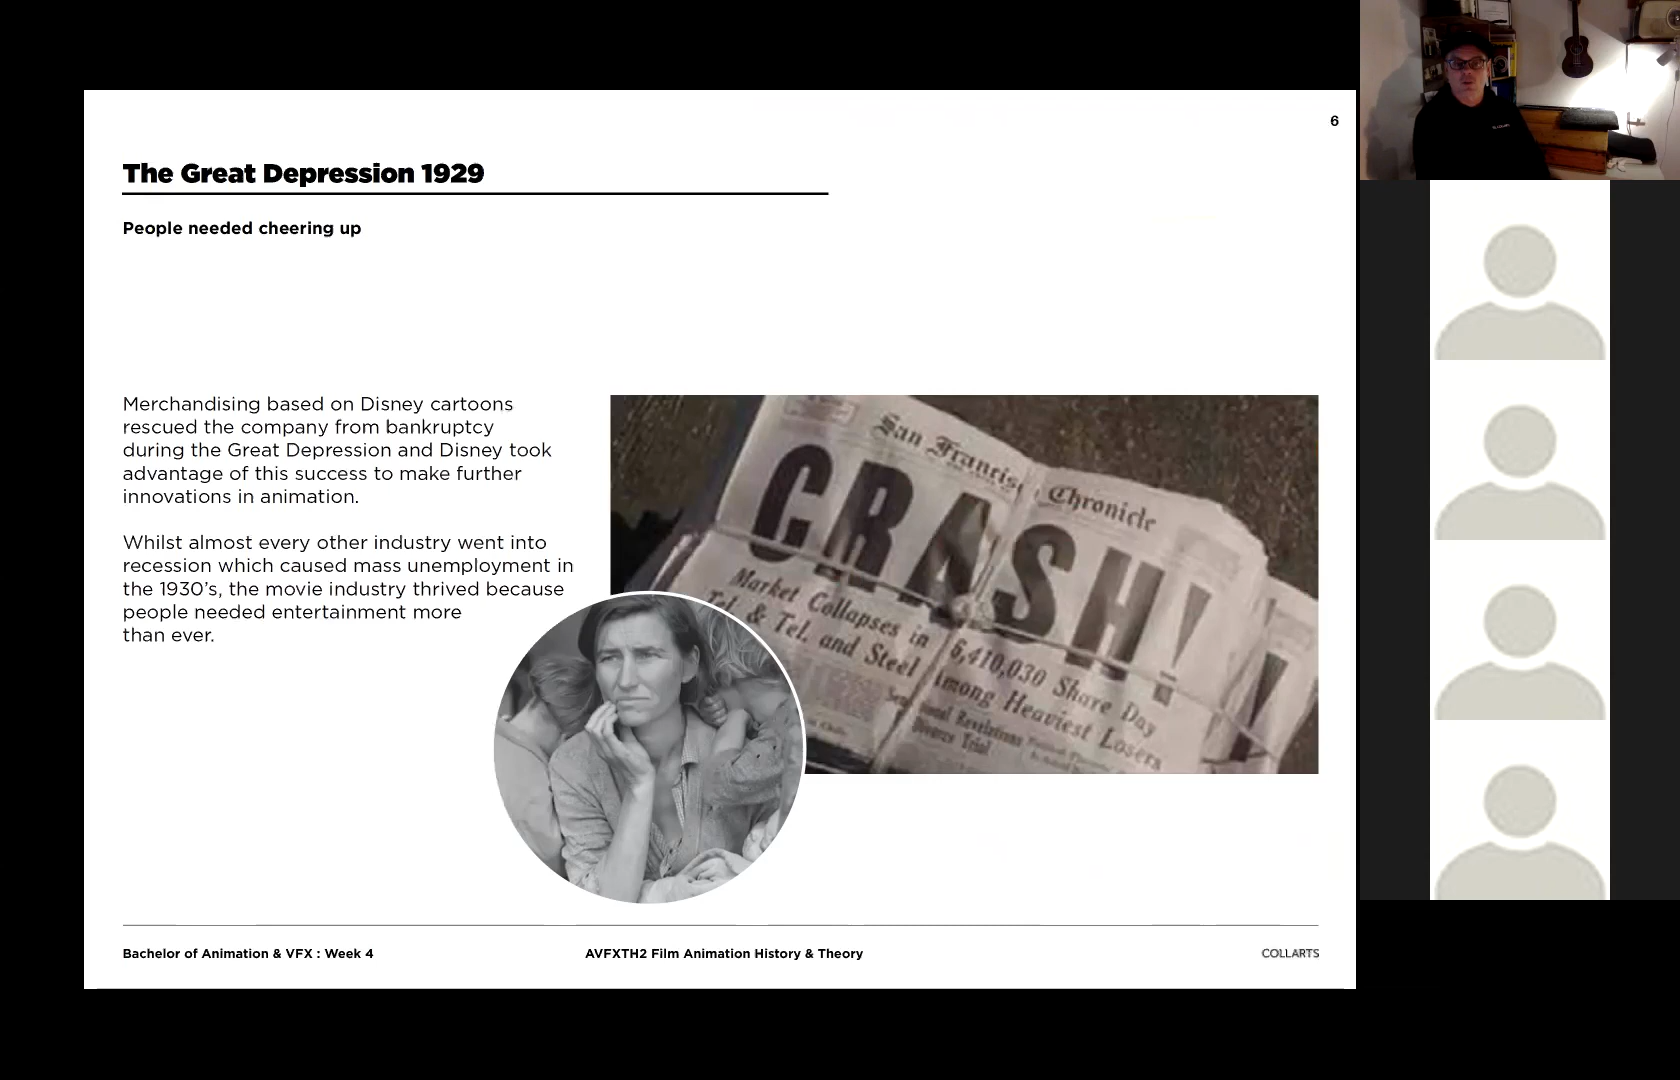 6
The Great Depression 1929
People needed cheering up
Merchandising based on Disney cartoons
rescued the company from bankruptcy
during the Great Depression and Disney took
advantage of this success to make further
innovations in animation.
Whilst almost every other industry went into
recession which caused mass unemployment in
the 1930's, the movie industry thrived because
people needed entertainment more
than ever.
San Francisc Chronicle
CRASH!
Market Collapses in 6,410,030 Share Day
Tel. & Tel. and Steel Among Heaviest Losers
Divorce Trial
Bachelor of Animation & VFX : Week 4
AVFXTH2 Film Animation History & Theory
COLLARTS